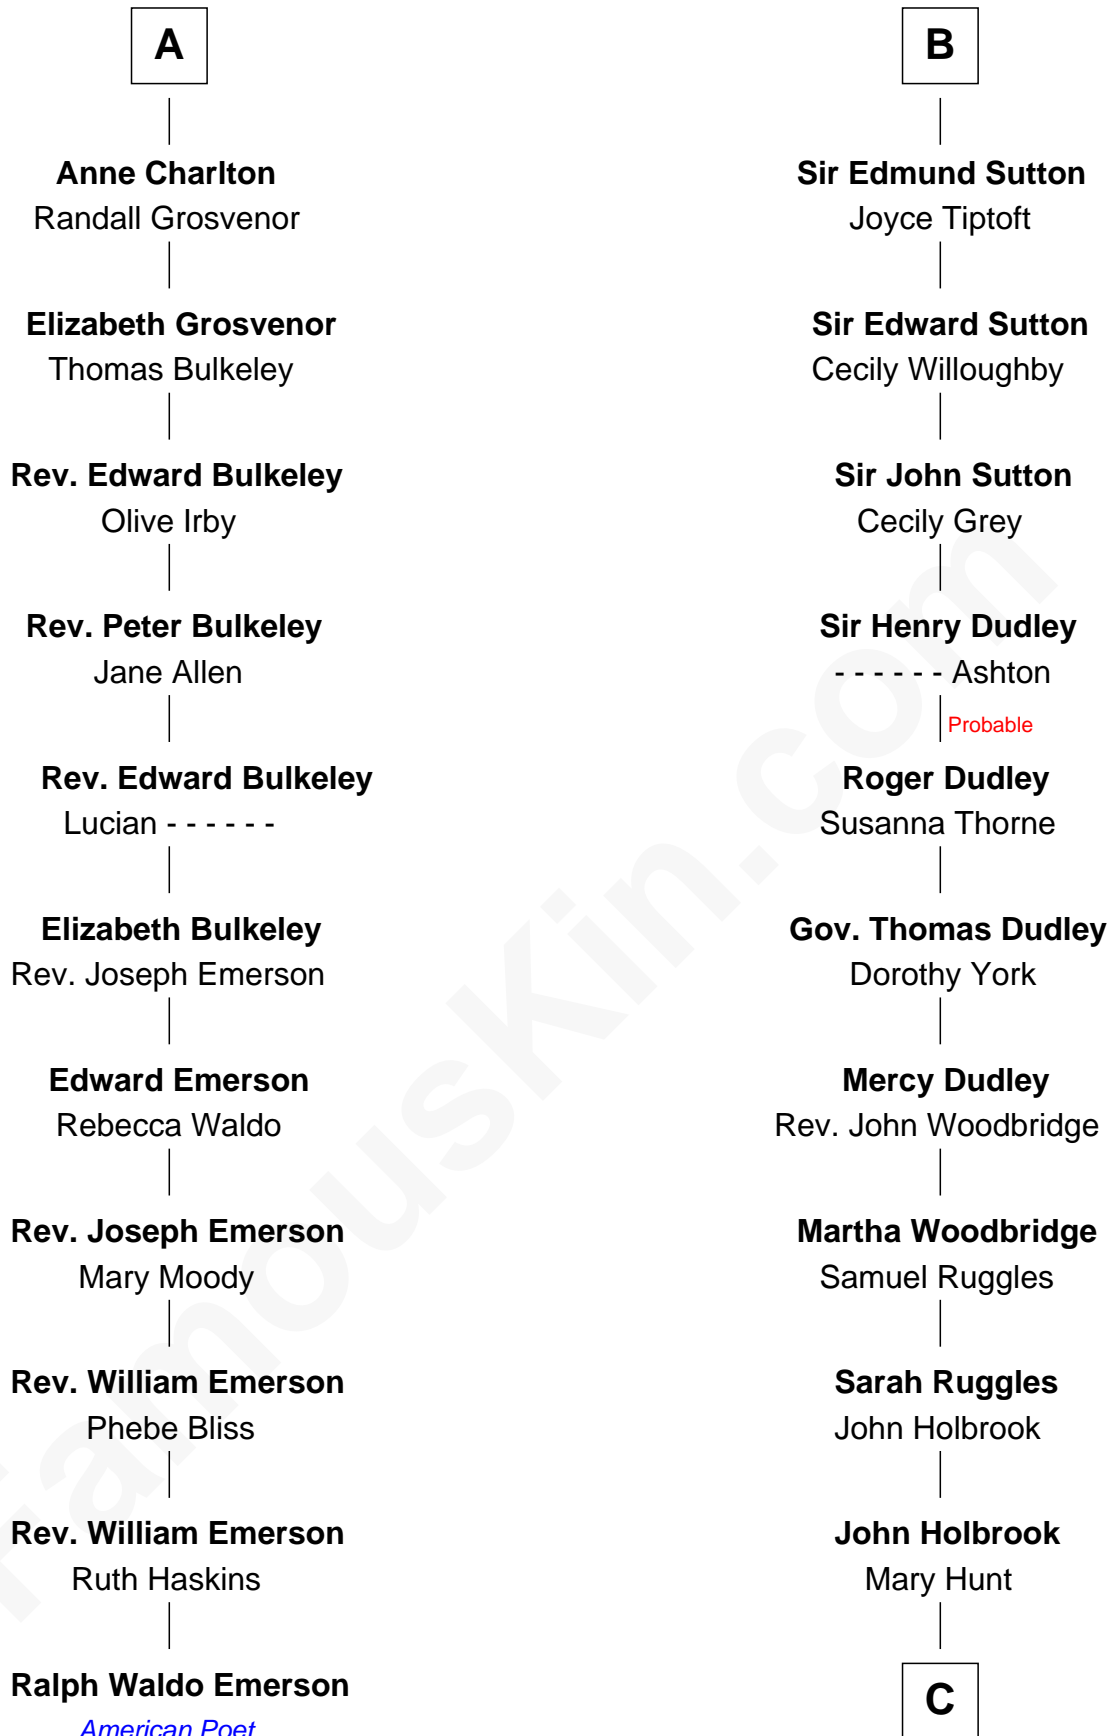 A
Anne Charlton
Randall Grosvenor
Elizabeth Grosvenor
Thomas Bulkeley
Rev. Edward Bulkeley
Olive Irby
Rev. Peter Bulkeley
Jane Allen
Rev. Edward Bulkeley
Lucian - - - - - -
Elizabeth Bulkeley
Rev. Joseph Emerson
Edward Emerson
Rebecca Waldo
Rev. Joseph Emerson
Mary Moody
Rev. William Emerson
Phebe Bliss
Rev. William Emerson
Ruth Haskins
Ralph Waldo Emerson
American Poet
B
Sir Edmund Sutton
Joyce Tiptoft
Sir Edward Sutton
Cecily Willoughby
Sir John Sutton
Cecily Grey
Sir Henry Dudley
- - - - - - Ashton
Probable
Roger Dudley
Susanna Thorne
Gov. Thomas Dudley
Dorothy York
Mercy Dudley
Rev. John Woodbridge
Martha Woodbridge
Samuel Ruggles
Sarah Ruggles
John Holbrook
John Holbrook
Mary Hunt
C
FamousKin.com